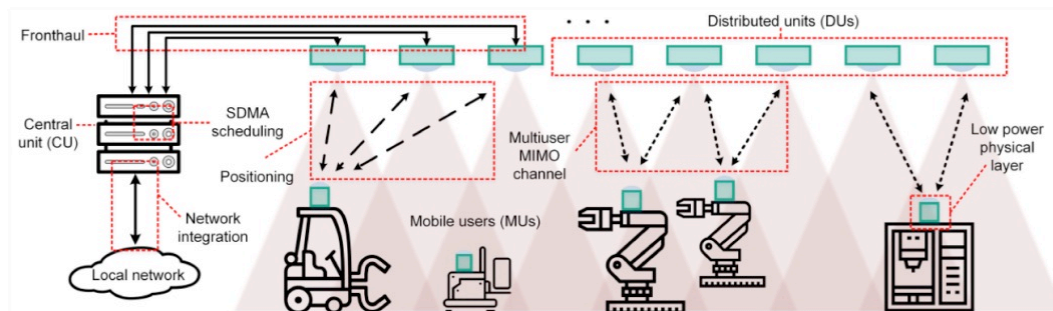 Fronthaul
. . .
Distributed units (DUs)
Central
unit (CU)
SDMA
scheduling
Positioning
Multiuser
MIMO
channel
Low power
physical
layer
Network
integration
Mobile users (MUs)
Local network